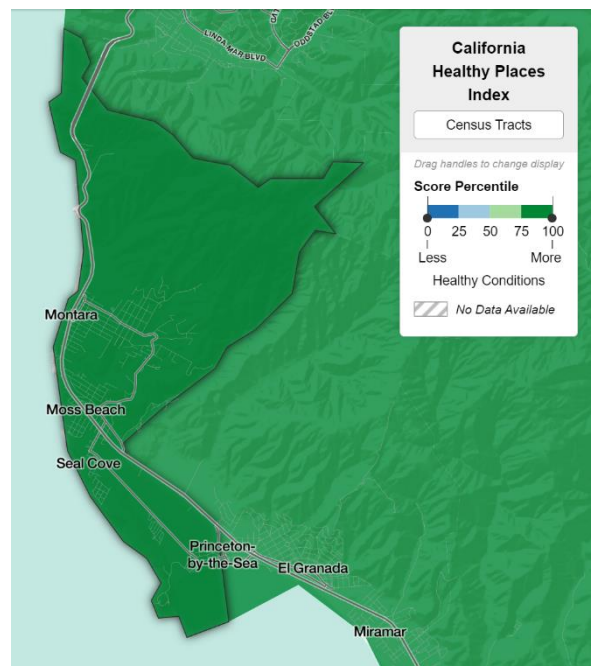 LINDA MAR BLVD
ODDSTAD BL
California
Healthy Places
Index
Census Tracts
Drag handles to change display
Score Percentile
0 25 50 75 100
Less More
Healthy Conditions
No Data Available
Montara
Moss Beach
Seal Cove
Princeton-
by-the-Sea
El Granada
Miramar